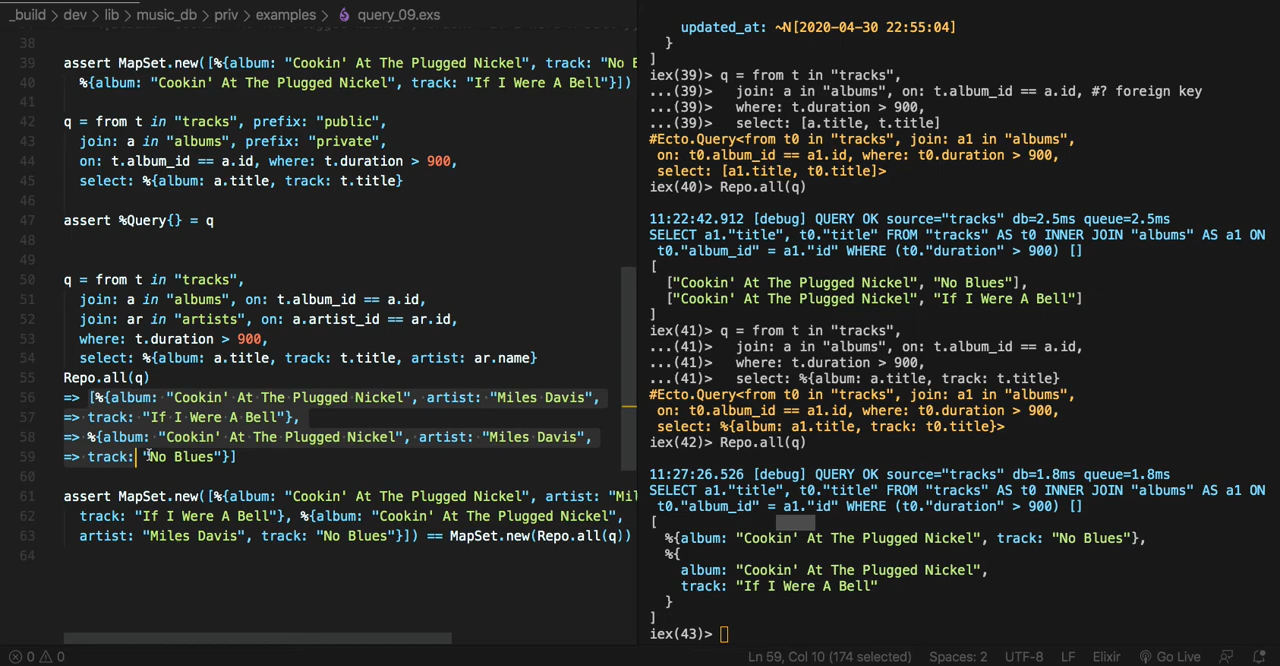 _build > dev > lib > music_db > priv > examples > query_09.exs
38
39 assert MapSet.new([%{album: "Cookin' At The Plugged Nickel", track: "No B
40 %{album: "Cookin' At The Plugged Nickel", track: "If I Were A Bell"}])
41
42 q = from t in "tracks", prefix: "public",
43 join: a in "albums", prefix: "private",
44 on: t.album_id == a.id, where: t.duration > 900,
45 select: %{album: a.title, track: t.title}
46
47 assert %Query{} = q
48
49
50 q = from t in "tracks",
51 join: a in "albums", on: t.album_id == a.id,
52 join: ar in "artists", on: a.artist_id == ar.id,
53 where: t.duration > 900,
54 select: %{album: a.title, track: t.title, artist: ar.name}
55 Repo.all(q)
56 => [%{album: "Cookin' At The Plugged Nickel", artist: "Miles Davis",
57 => track: "If I Were A Bell"},
58 => %{album: "Cookin' At The Plugged Nickel", artist: "Miles Davis",
59 => track: "No Blues"}]
60
61 assert MapSet.new([%{album: "Cookin' At The Plugged Nickel", artist: "Mil
62 track: "If I Were A Bell"}, %{album: "Cookin' At The Plugged Nickel",
63 artist: "Miles Davis", track: "No Blues"}]) == MapSet.new(Repo.all(q))
64
updated_at: ~N[2020-04-30 22:55:04]
}
]
iex(39)> q = from t in "tracks",
...(39)> join: a in "albums", on: t.album_id == a.id, #? foreign key
...(39)> where: t.duration > 900,
...(39)> select: [a.title, t.title]
#Ecto.Query<from t0 in "tracks", join: a1 in "albums",
on: t0.album_id == a1.id, where: t0.duration > 900,
select: [a1.title, t0.title]>
iex(40)> Repo.all(q)
11:22:42.912 [debug] QUERY OK source="tracks" db=2.5ms queue=2.5ms
SELECT a1."title", t0."title" FROM "tracks" AS t0 INNER JOIN "albums" AS a1 ON
t0."album_id" = a1."id" WHERE (t0."duration" > 900) []
[
["Cookin' At The Plugged Nickel", "No Blues"],
["Cookin' At The Plugged Nickel", "If I Were A Bell"]
]
iex(41)> q = from t in "tracks",
...(41)> join: a in "albums", on: t.album_id == a.id,
...(41)> where: t.duration > 900,
...(41)> select: %{album: a.title, track: t.title}
#Ecto.Query<from t0 in "tracks", join: a1 in "albums",
on: t0.album_id == a1.id, where: t0.duration > 900,
select: %{album: a1.title, track: t0.title}>
iex(42)> Repo.all(q)
11:27:26.526 [debug] QUERY OK source="tracks" db=1.8ms queue=1.8ms
SELECT a1."title", t0."title" FROM "tracks" AS t0 INNER JOIN "albums" AS a1 ON
t0."album_id" = a1."id" WHERE (t0."duration" > 900) []
[
%{album: "Cookin' At The Plugged Nickel", track: "No Blues"},
%{
album: "Cookin' At The Plugged Nickel",
track: "If I Were A Bell"
}
]
iex(43)>
0 0 Ln 59, Col 10 (174 selected) Spaces: 2 UTF-8 LF Elixir Go Live